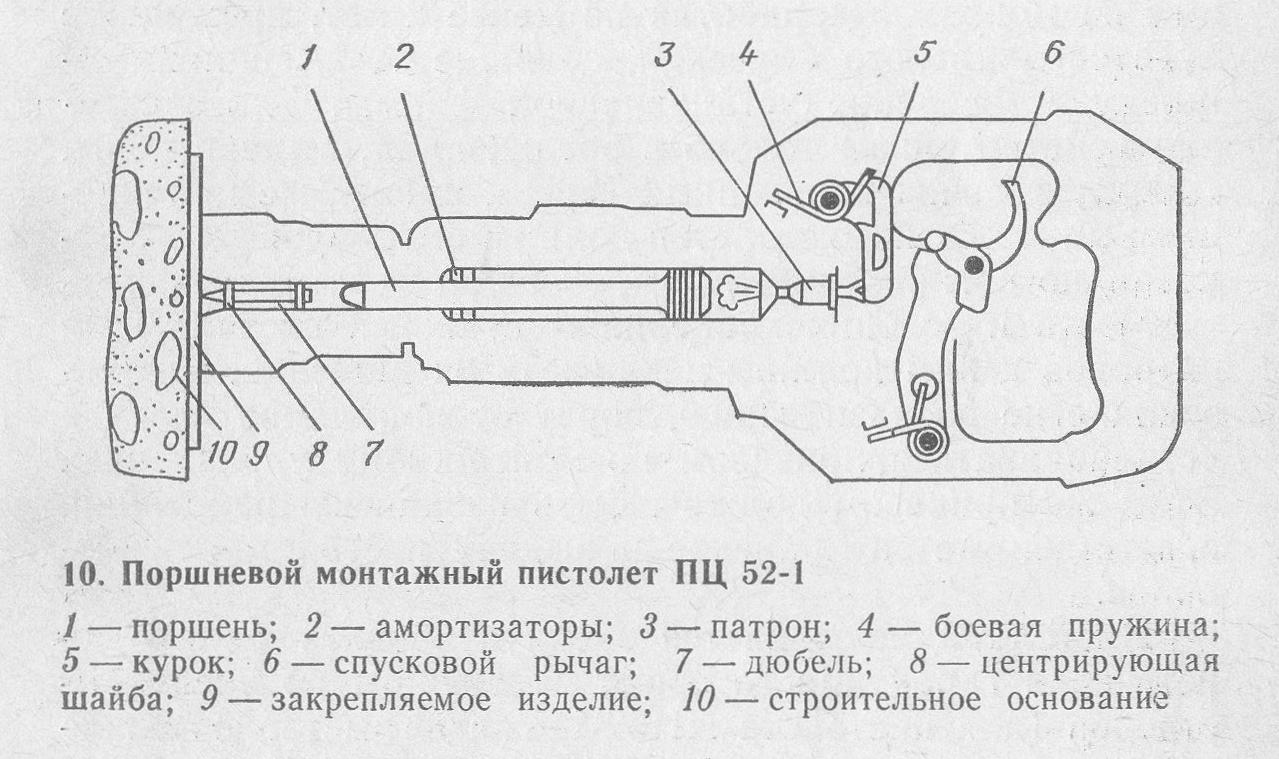 1 2 3 4 5 6
10 9 8 7
10. Поршневой монтажный пистолет ПЦ 52-1
1 — поршень; 2 — амортизаторы; 3 — патрон; 4 — боевая пружина;
5 — курок; 6 — спусковой рычаг; 7 — дюбель; 8 — центрирующая
шайба; 9 — закрепляемое изделие; 10 — строительное основание